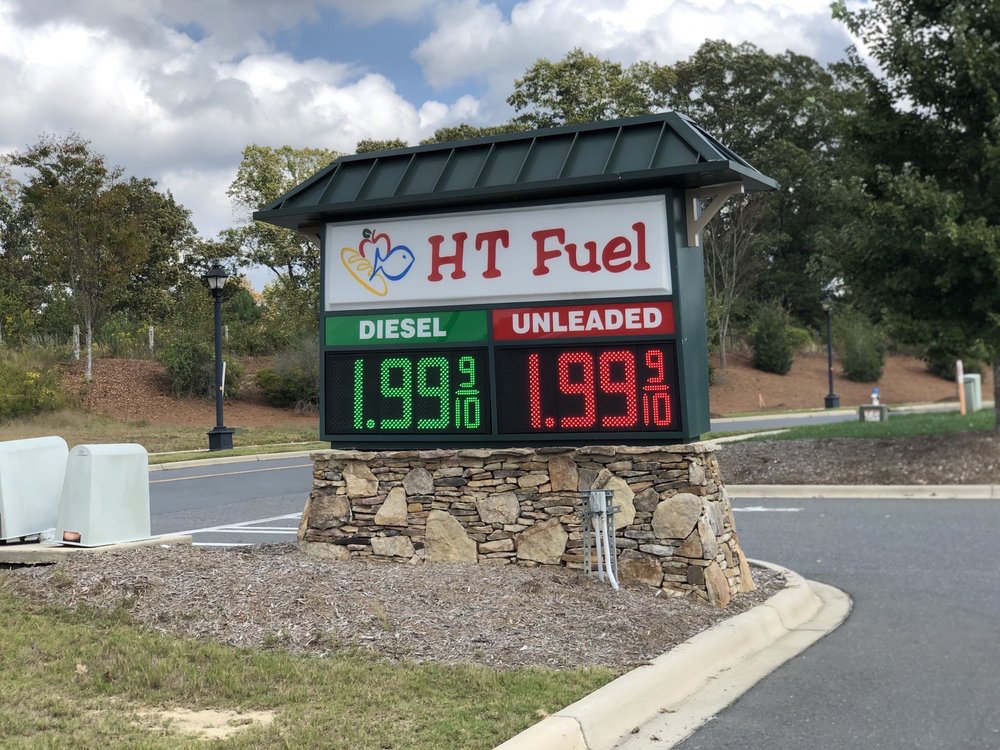 HT Fuel
DIESEL UNLEADED
1.99 9/10 1.99 9/10